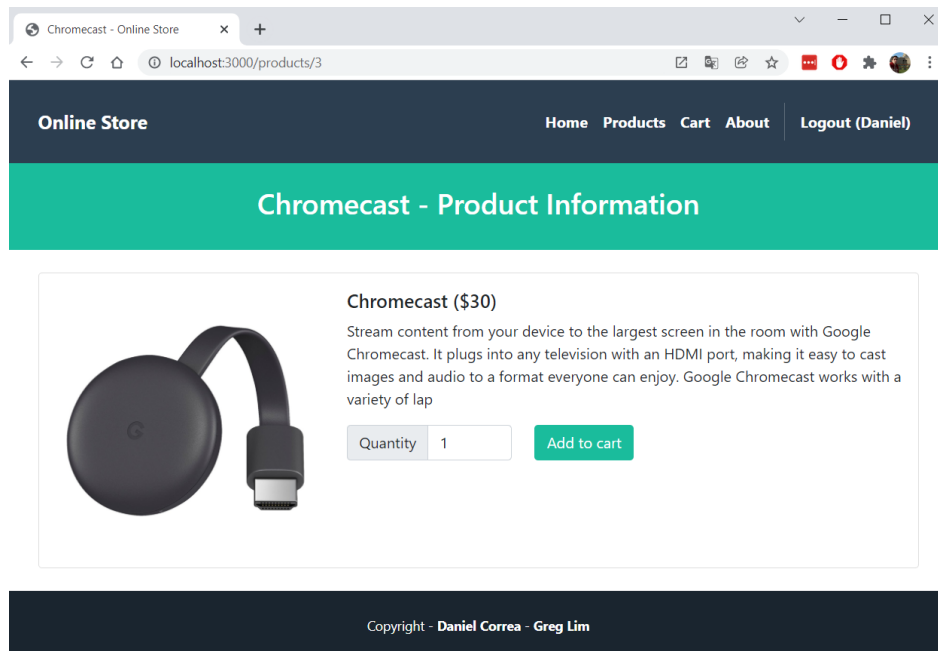 Chromecast - Online Store
localhost:3000/products/3
Online Store
Home Products Cart About Logout (Daniel)
Chromecast - Product Information
Chromecast ($30)
Stream content from your device to the largest screen in the room with Google
Chromecast. It plugs into any television with an HDMI port, making it easy to cast
images and audio to a format everyone can enjoy. Google Chromecast works with a
variety of lap
Quantity 1 Add to cart
G
Copyright - Daniel Correa - Greg Lim